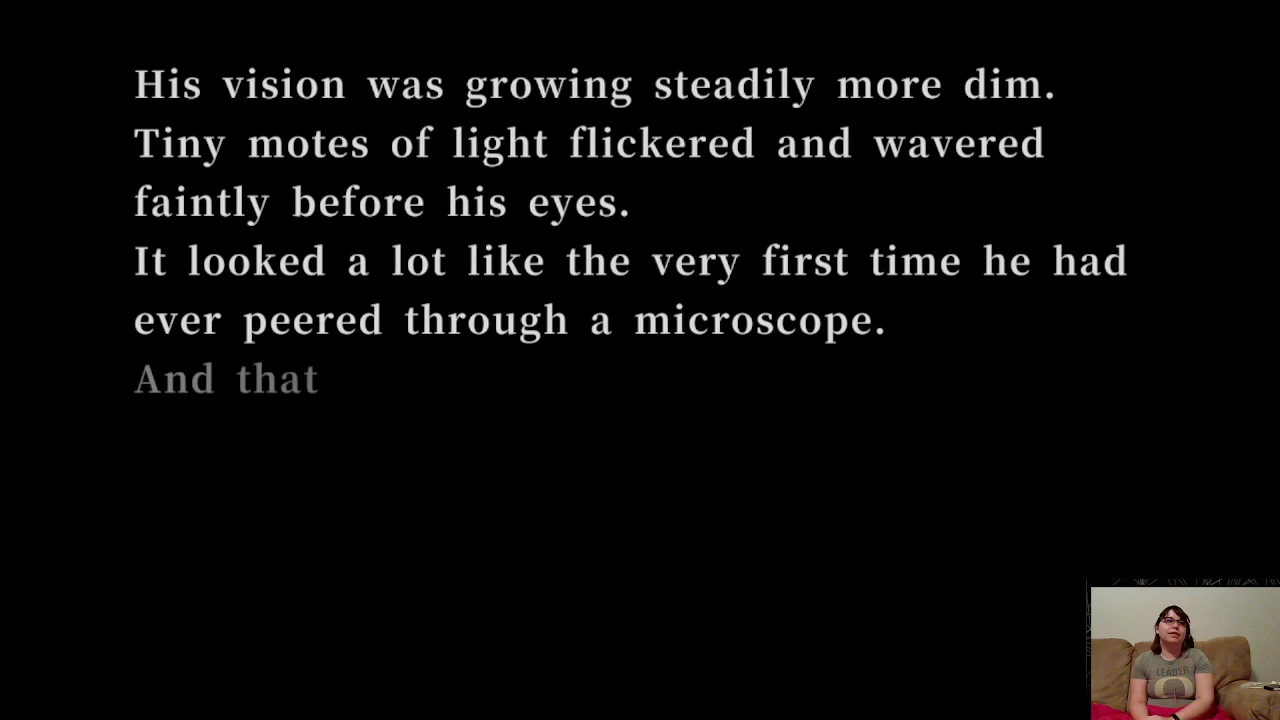 His vision was growing steadily more dim.
Tiny motes of light flickered and wavered
faintly before his eyes.
It looked a lot like the very first time he had
ever peered through a microscope.
And that
LEADER